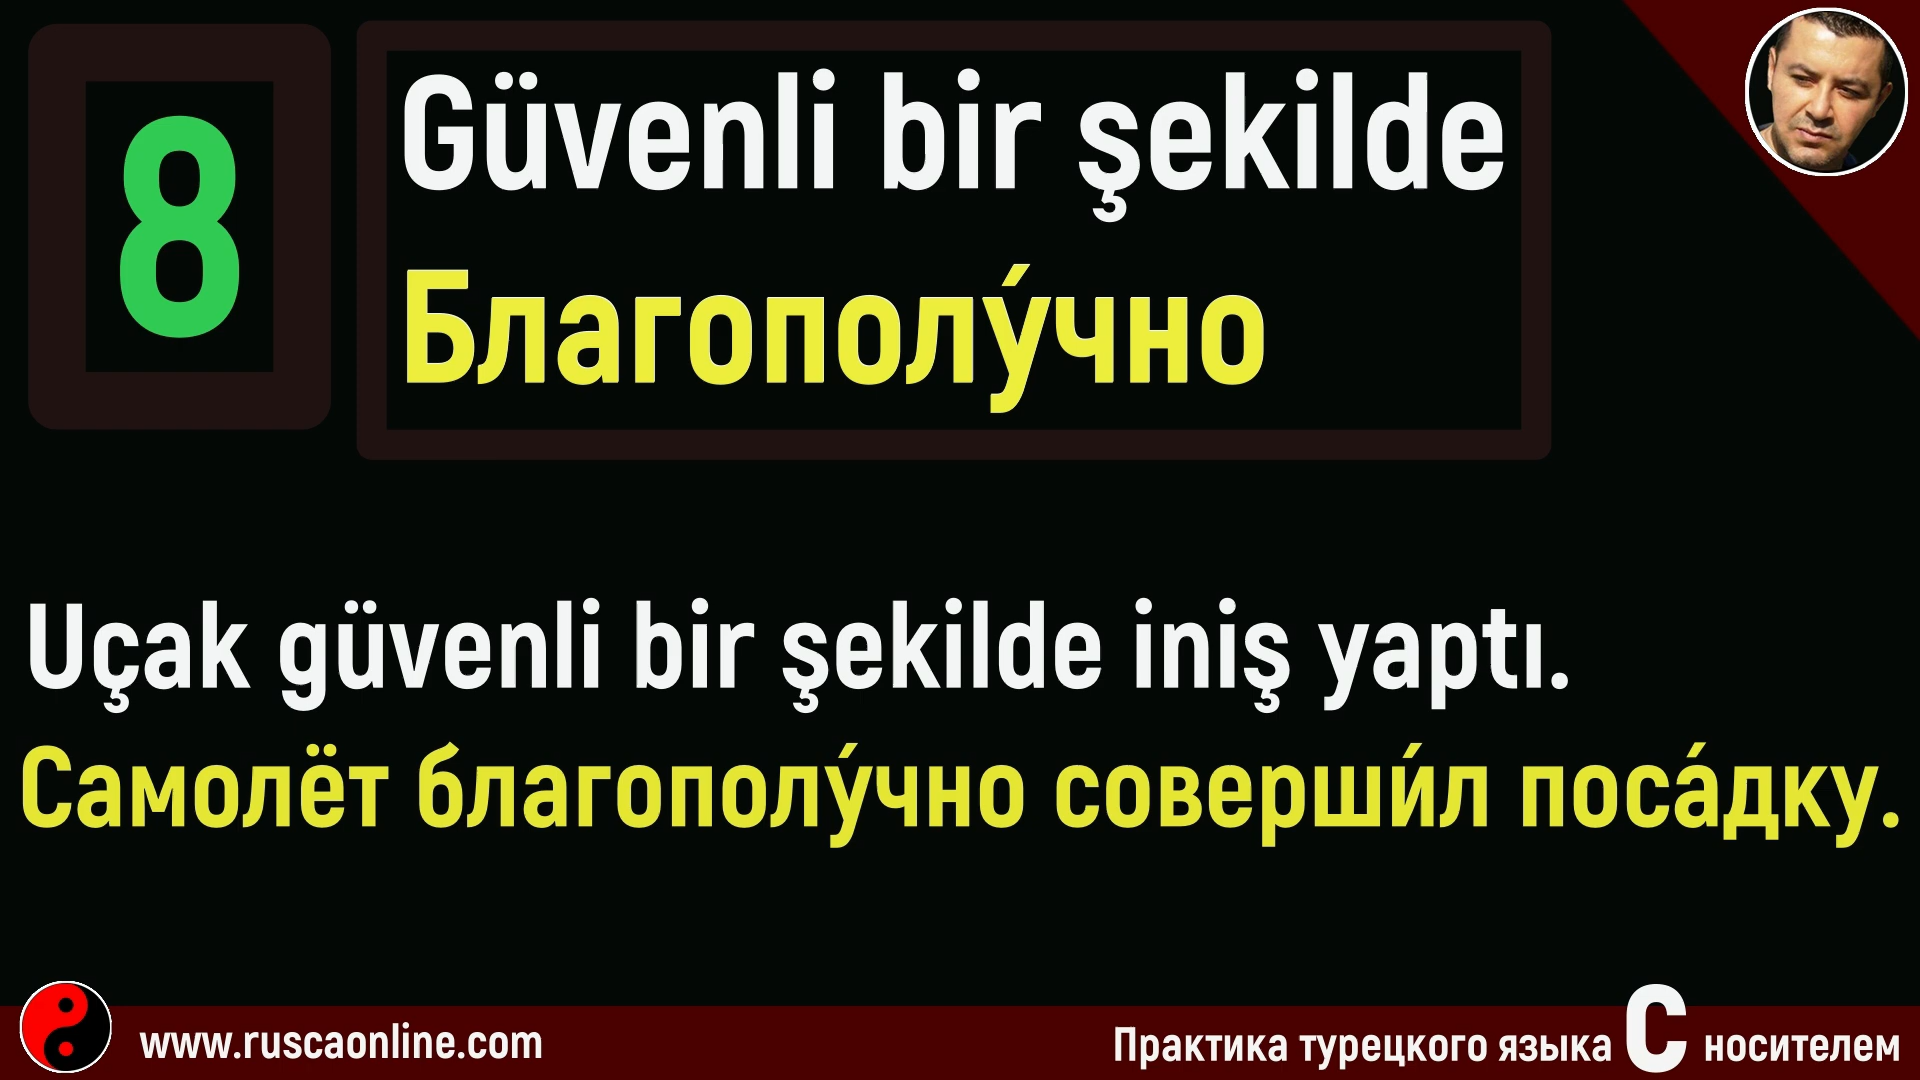 8
Güvenli bir şekilde
Благополу́чно
Uçak güvenli bir şekilde iniş yaptı.
Самолёт благополу́чно соверши́л поса́дку.
www.ruscaonline.com
Практика турецкого языка С носителем